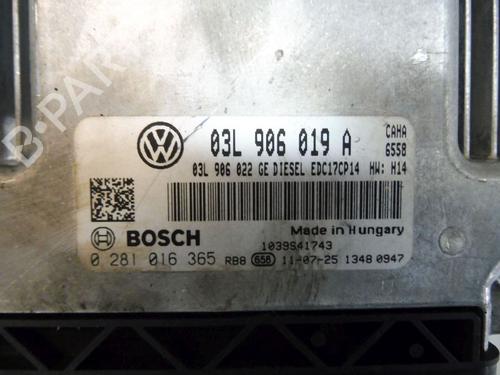 B-PARTS
VW
03L 906 019 A
CAHA
6558
03L 906 022 GE DIESEL EDC17CP14 HW: H14
BOSCH
Made in Hungary
1039S41743
0 281 016 365 RB8 658 11-07-25 1348 0947